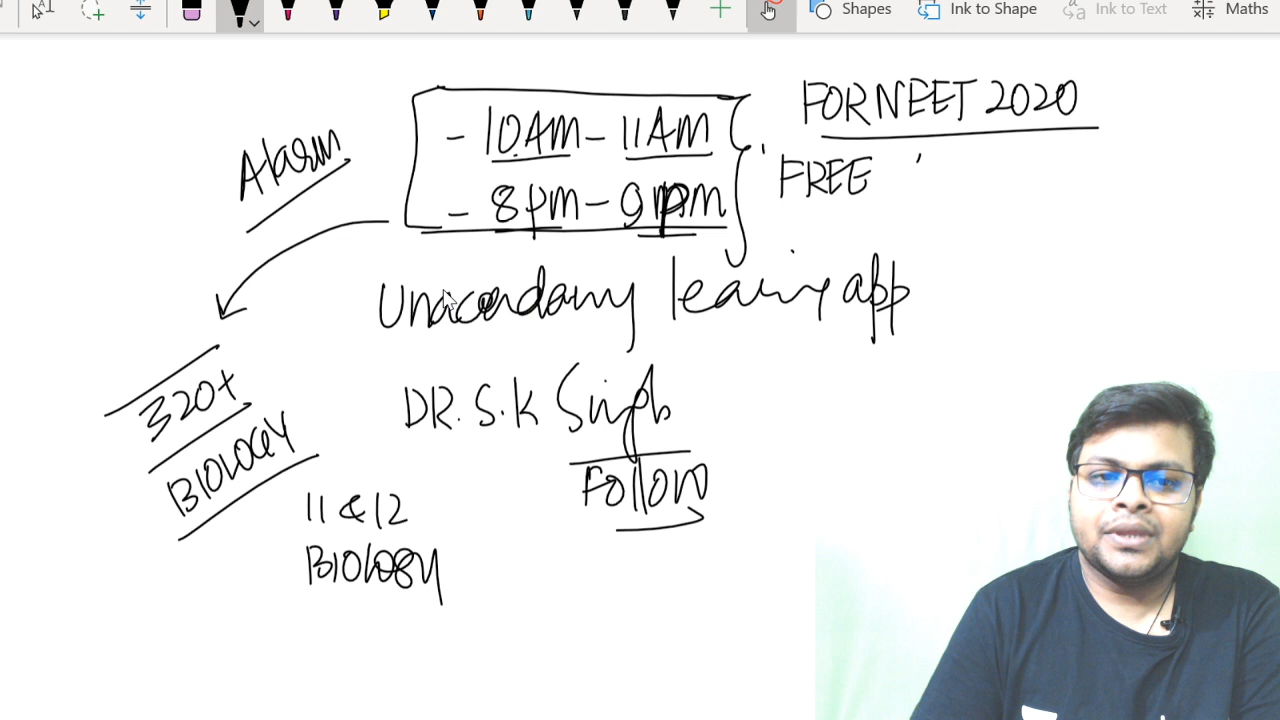 Shapes Ink to Shape Ink to Text Maths
FOR NEET 2020
- 10AM - 11AM
Alarm
'FREE'
- 8pm - 9pm
Unacademy learning app
320+
DR. S.K Singh
BIOLOGY
Follow
11 & 12
Biology